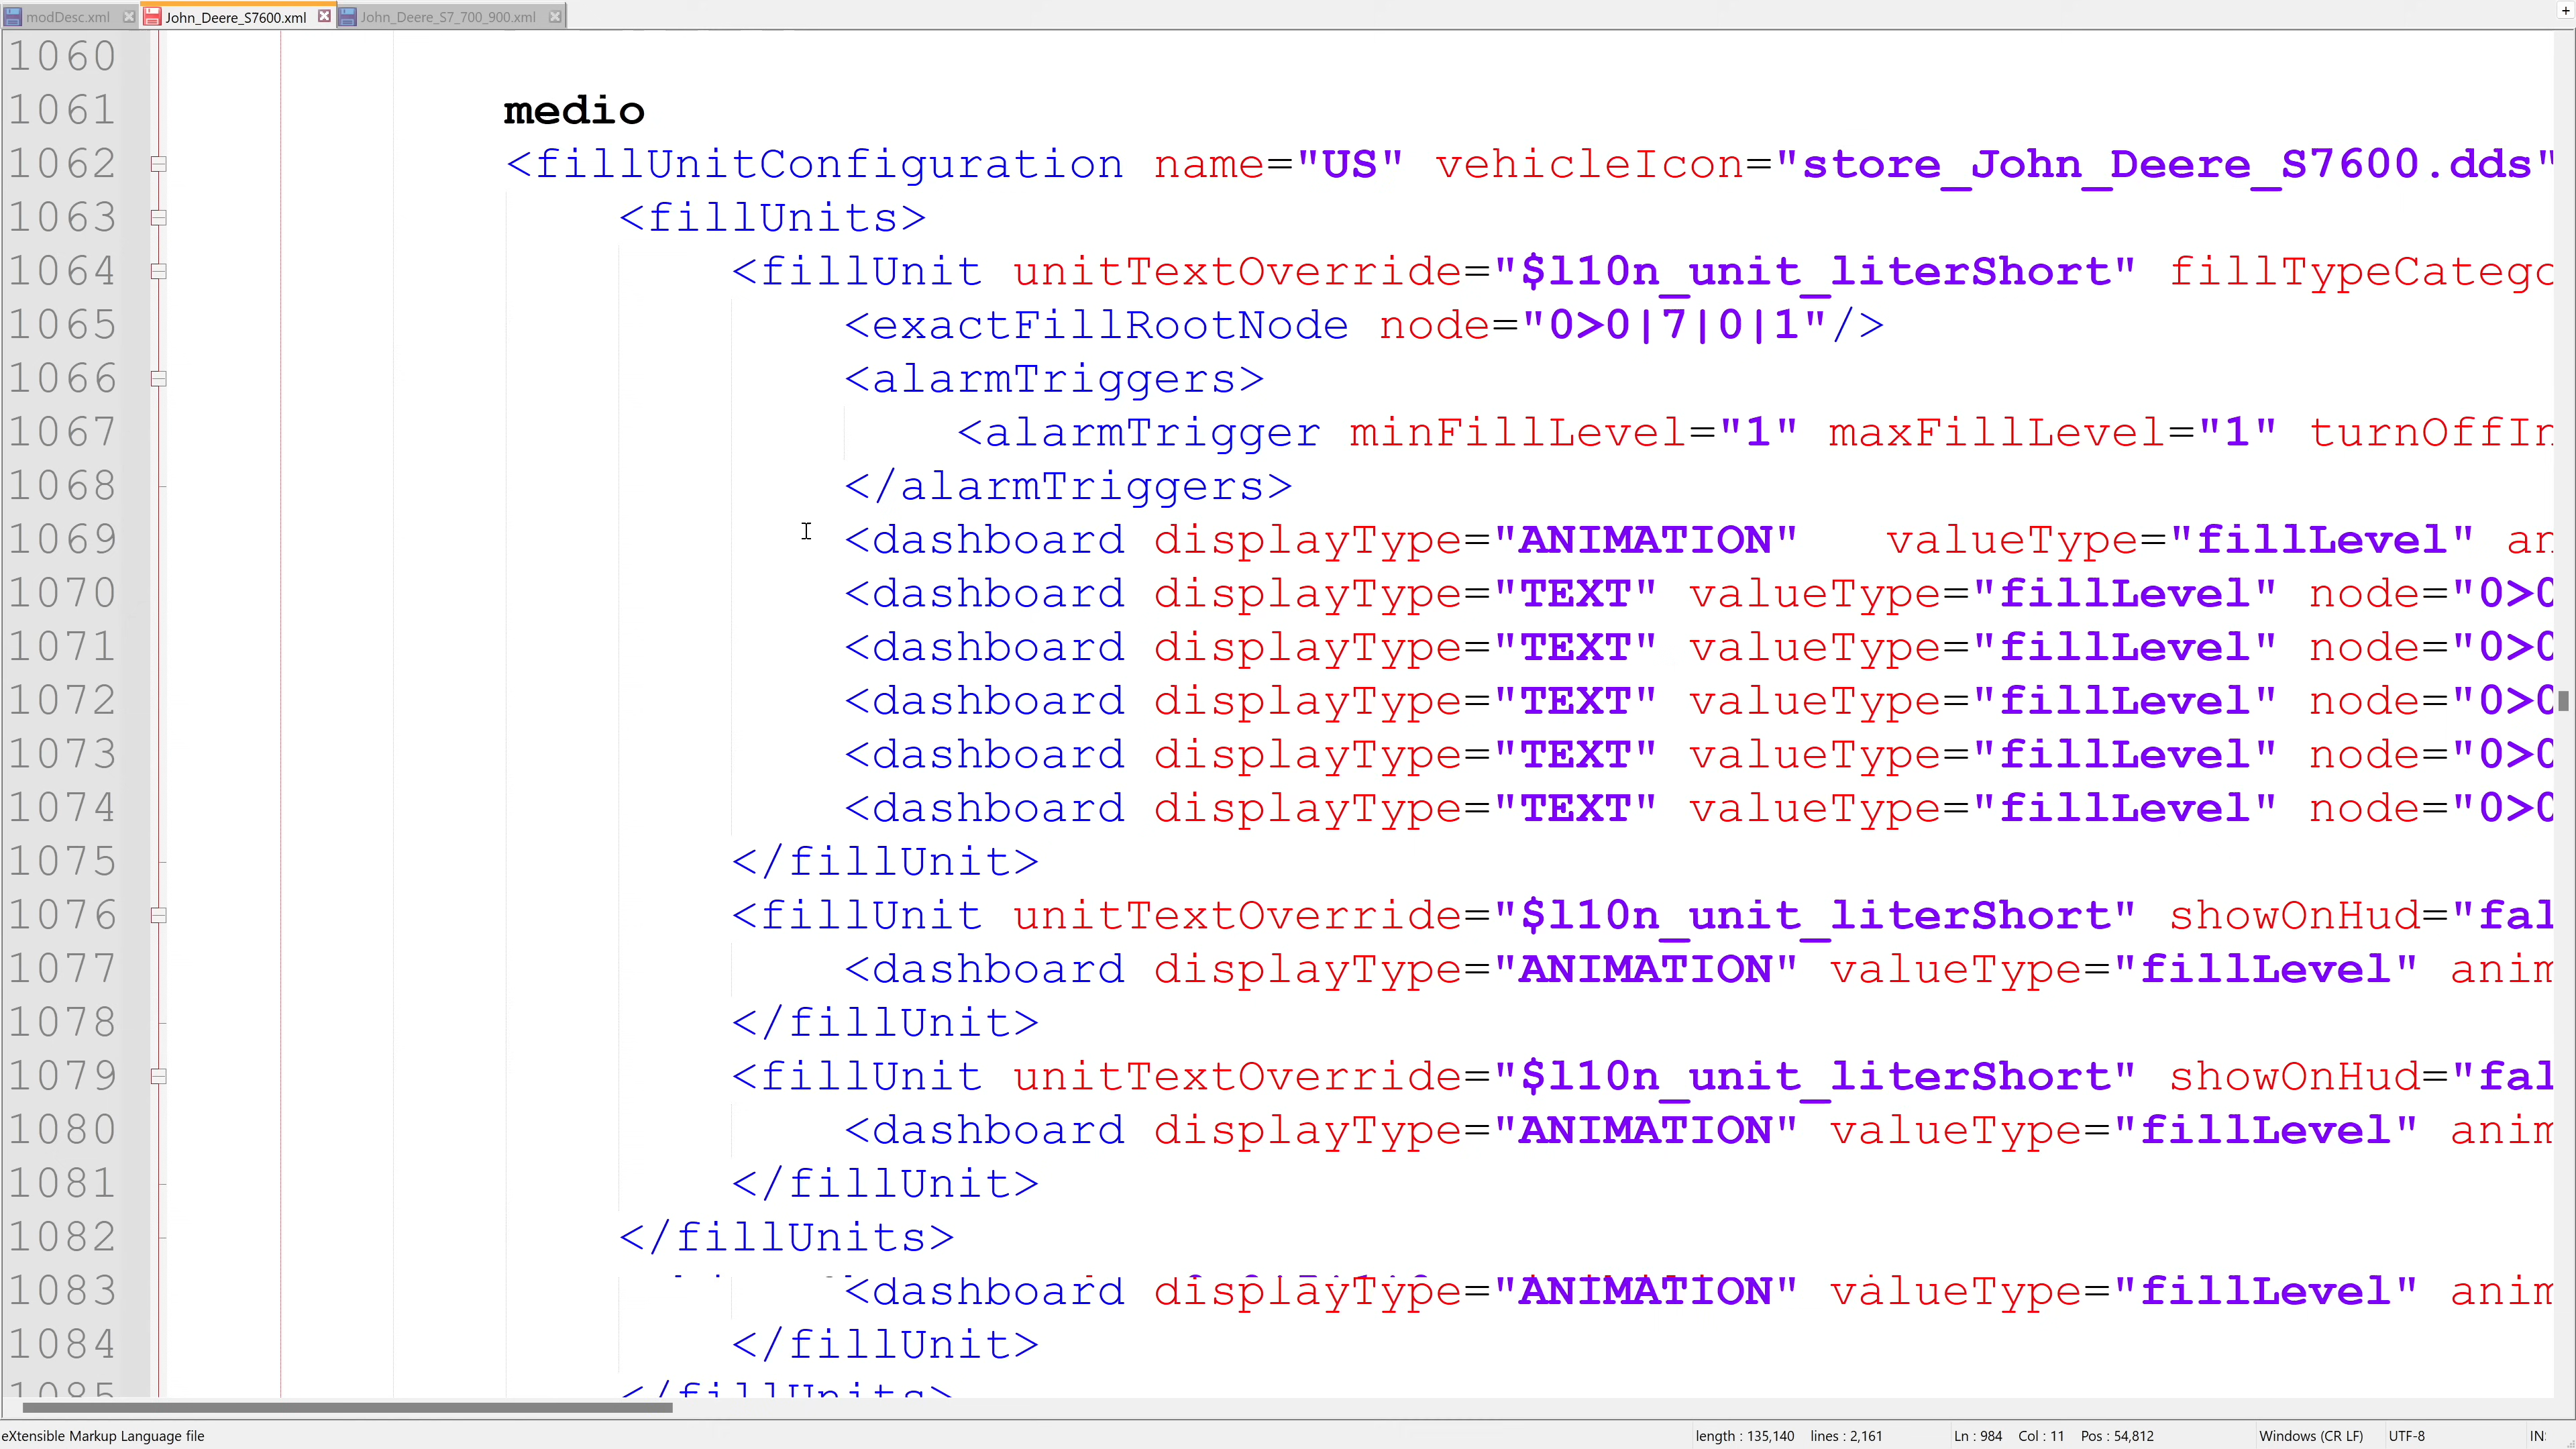 modDesc.xml John_Deere_S7600.xml John_Deere_S7_700_900.xml +
1060
1061 medio
1062 <fillUnitConfiguration name="US" vehicleIcon="store_John_Deere_S7600.dds"
1063 <fillUnits>
1064 <fillUnit unitTextOverride="$l10n_unit_literShort" fillTypeCatego
1065 <exactFillRootNode node="0>0|7|0|1"/>
1066 <alarmTriggers>
1067 <alarmTrigger minFillLevel="1" maxFillLevel="1" turnOffIn
1068 </alarmTriggers>
1069 <dashboard displayType="ANIMATION" valueType="fillLevel" an
1070 <dashboard displayType="TEXT" valueType="fillLevel" node="0>0
1071 <dashboard displayType="TEXT" valueType="fillLevel" node="0>0
1072 <dashboard displayType="TEXT" valueType="fillLevel" node="0>0
1073 <dashboard displayType="TEXT" valueType="fillLevel" node="0>0
1074 <dashboard displayType="TEXT" valueType="fillLevel" node="0>0
1075 </fillUnit>
1076 <fillUnit unitTextOverride="$l10n_unit_literShort" showOnHud="fal
1077 <dashboard displayType="ANIMATION" valueType="fillLevel" anim
1078 </fillUnit>
1079 <fillUnit unitTextOverride="$l10n_unit_literShort" showOnHud="fal
1080 <dashboard displayType="ANIMATION" valueType="fillLevel" anim
1081 </fillUnit>
1082 </fillUnits>
1083 <dashboard displayType="ANIMATION" valueType="fillLevel" anim
1084 </fillUnit>
1085 </fillUnits>
eXtensible Markup Language file length : 135,140 lines : 2,161 Ln : 984 Col : 11 Pos : 54,812 Windows (CR LF) UTF-8 IN